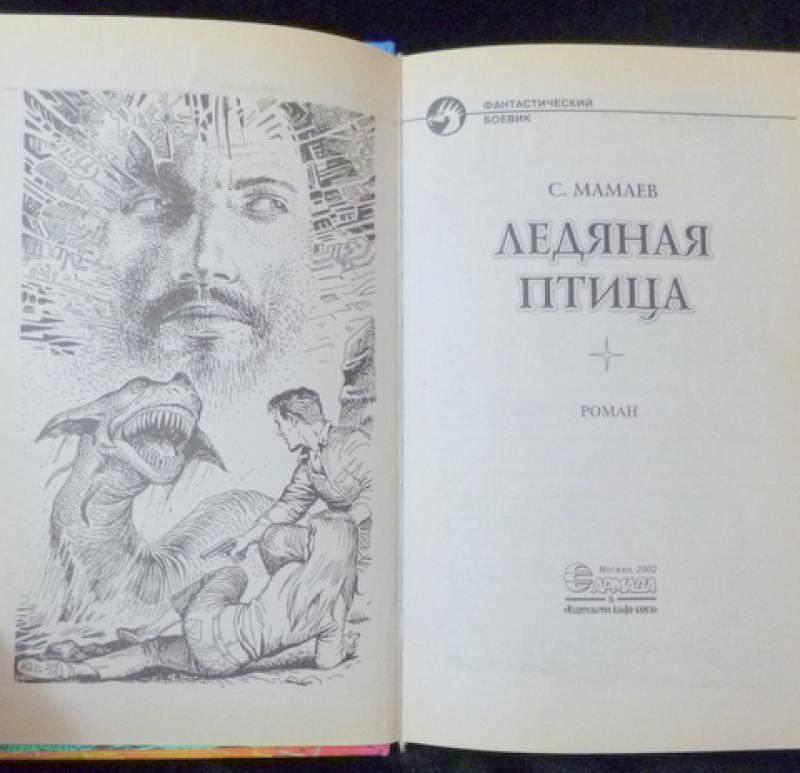 ФАНТАСТИЧЕСКИЙ
БОЕВИК
С. МАМАЕВ
ЛЕДЯНАЯ
ПТИЦА
РОМАН
Москва, 2002
АРМАДА
&
«Издательство Альфа-книга»